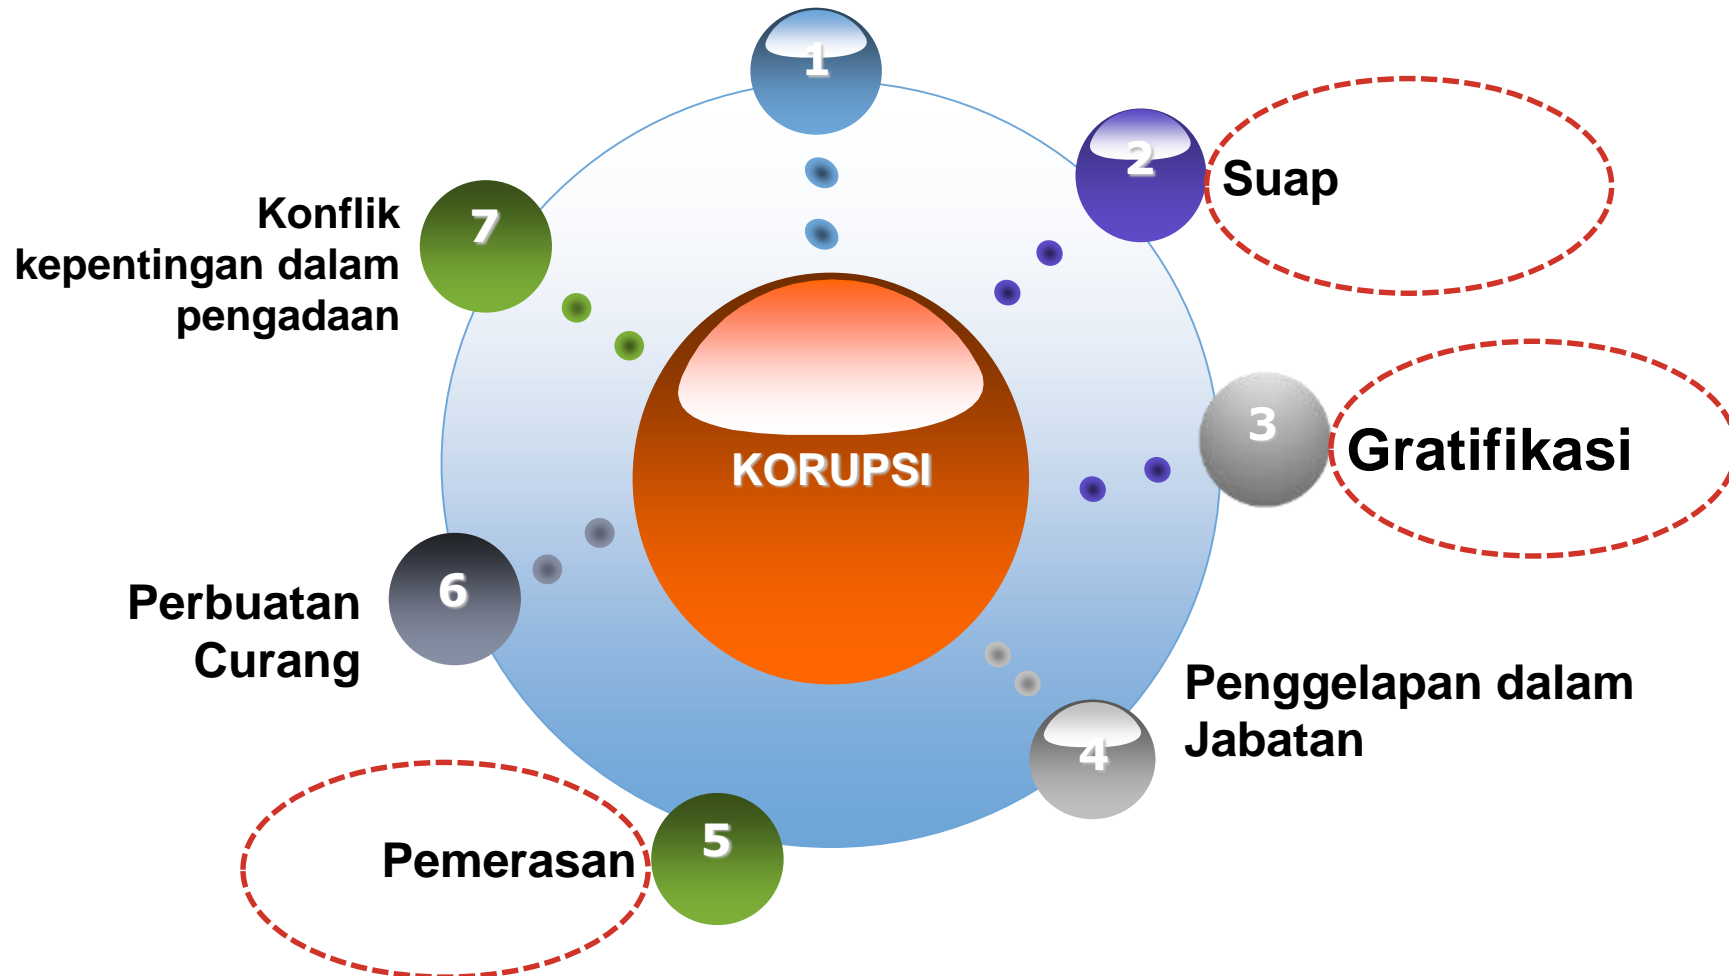 1
2
Suap
7
Konflik
kepentingan dalam
pengadaan
3
Gratifikasi
KORUPSI
6
Perbuatan
Curang
4
Penggelapan dalam
Jabatan
5
Pemerasan